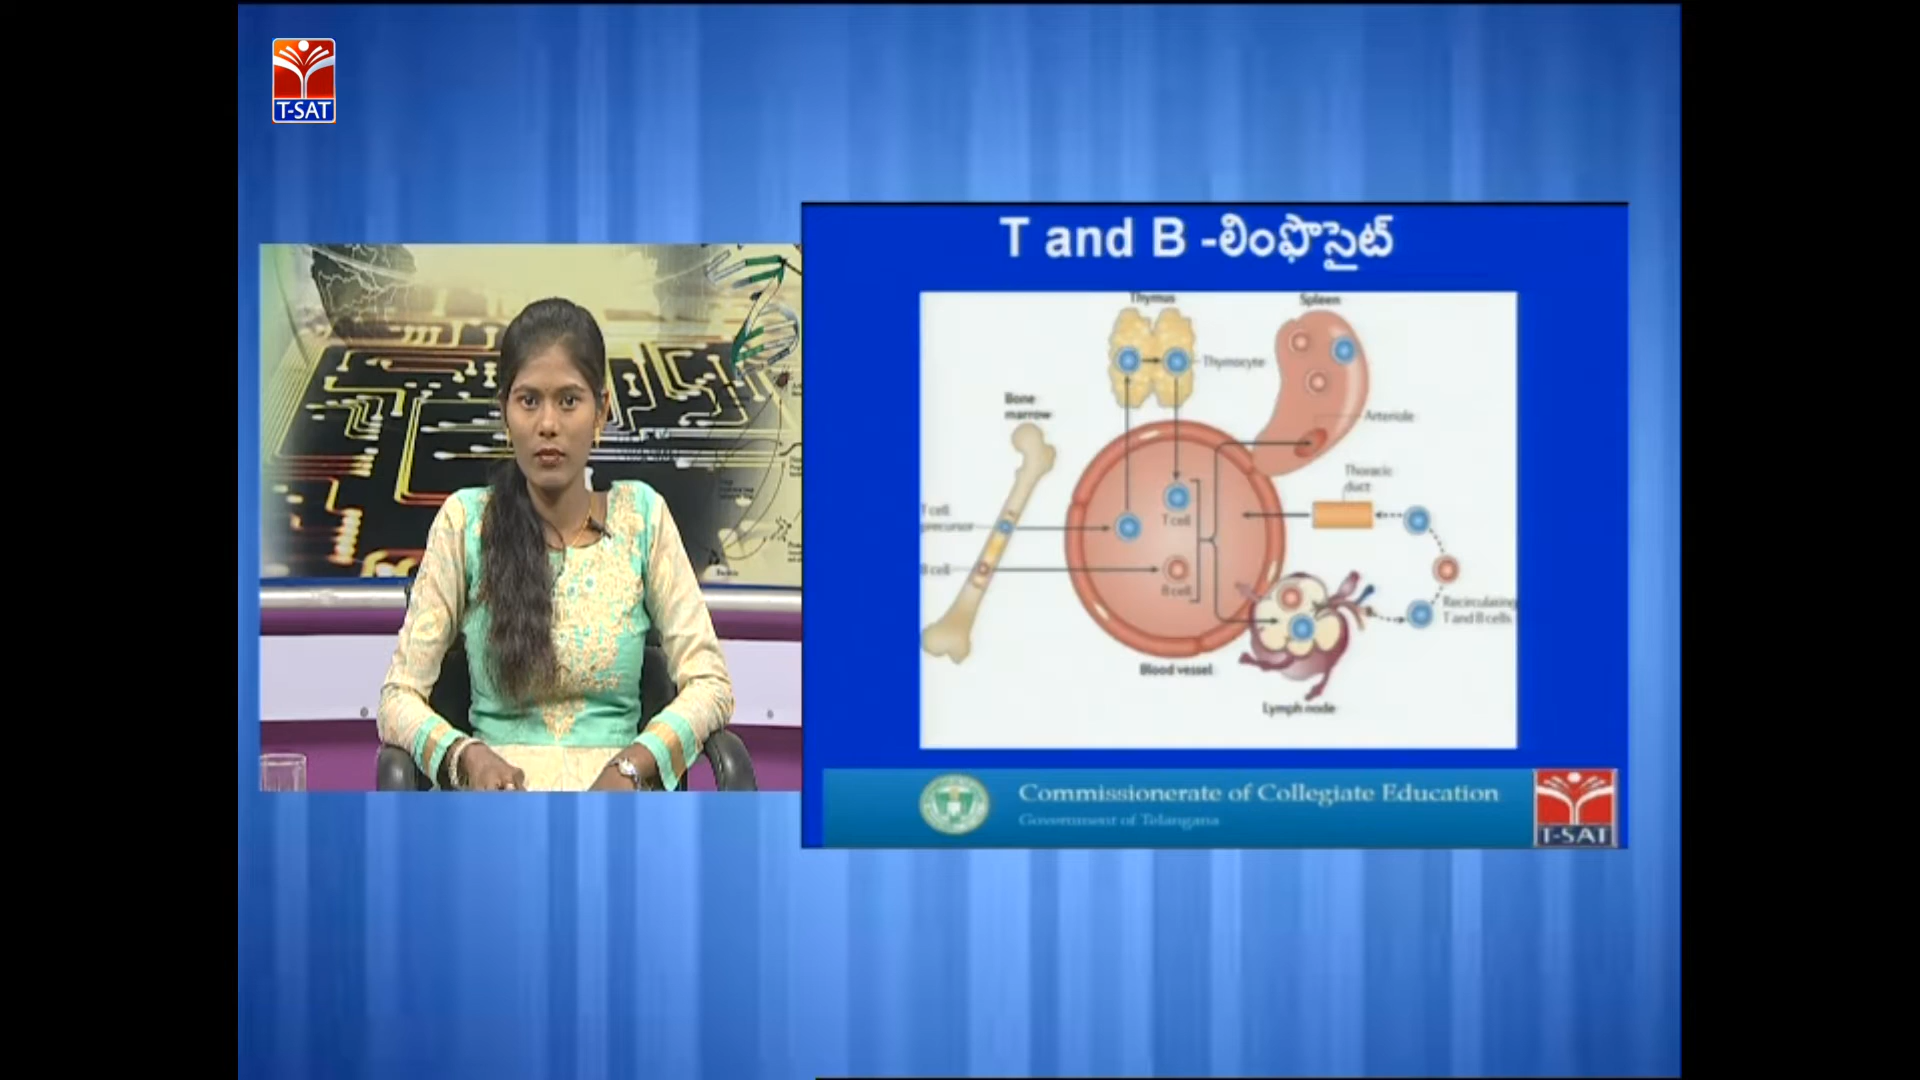 T-SAT
T and B -లింఫొసైట్
Thymus
Spleen
Thymocyte
Bone
marrow
Arteriole
Thoracic
duct
T cell
precursor
T cell
B cell
B cell
Recirculating
T and B cells
Blood vessel
Lymph node
Commissionerate of Collegiate Education
Government of Telangana
T-SAT